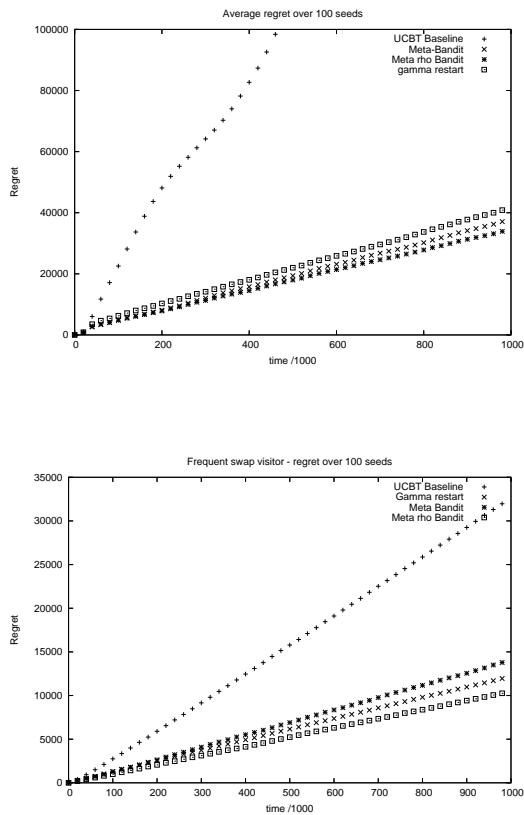 Average regret over 100 seeds
100000
80000
60000
40000
20000
0
Regret
UCBT Baseline
Meta-Bandit
Meta rho Bandit
gamma restart
0 200 400 600 800 1000
time /1000
Frequent swap visitor - regret over 100 seeds
35000
30000
25000
20000
15000
10000
5000
0
Regret
UCBT Baseline
Gamma restart
Meta Bandit
Meta rho Bandit
0 100 200 300 400 500 600 700 800 900 1000
time /1000